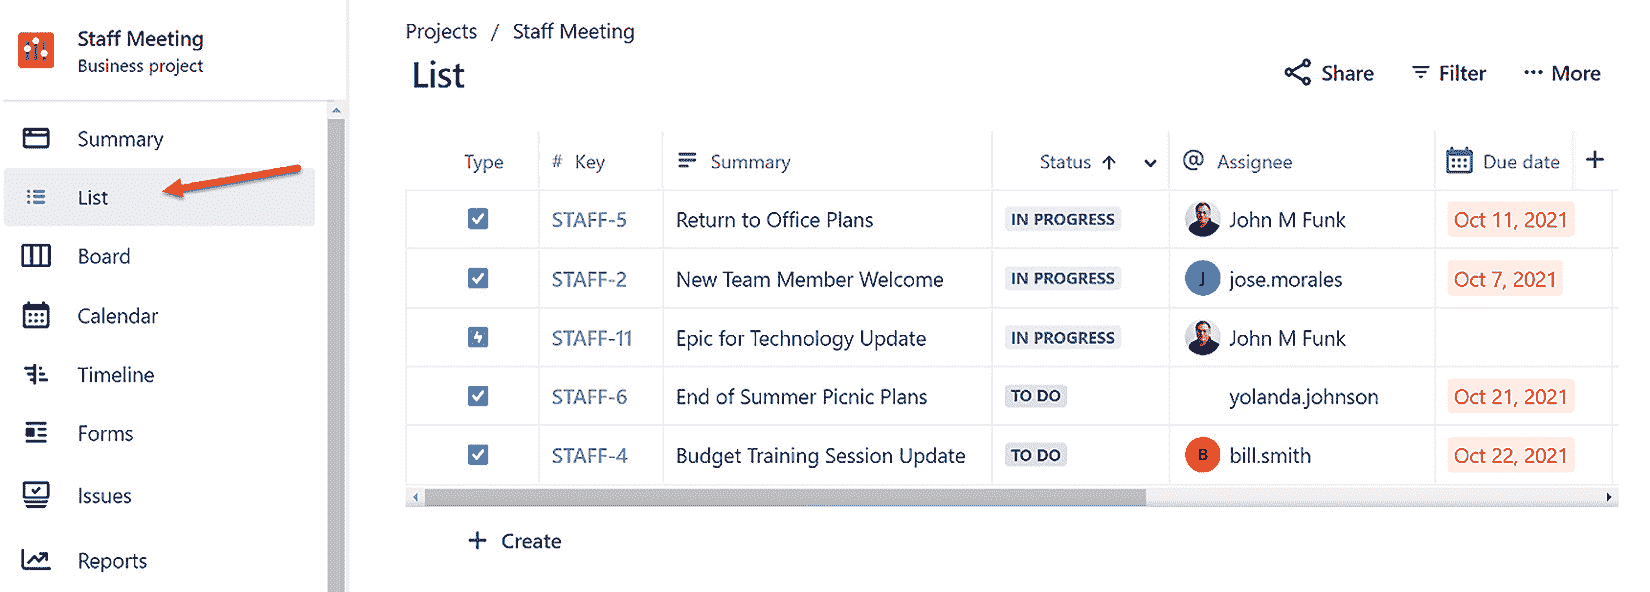 Staff Meeting
Business project
Summary
List
Board
Calendar
Timeline
Forms
Issues
Reports
Projects / Staff Meeting
List
Share Filter ··· More
Type # Key Summary Status ↑ @ Assignee Due date +
STAFF-5 Return to Office Plans IN PROGRESS John M Funk Oct 11, 2021
STAFF-2 New Team Member Welcome IN PROGRESS J jose.morales Oct 7, 2021
STAFF-11 Epic for Technology Update IN PROGRESS John M Funk
STAFF-6 End of Summer Picnic Plans TO DO yolanda.johnson Oct 21, 2021
STAFF-4 Budget Training Session Update TO DO B bill.smith Oct 22, 2021
+ Create